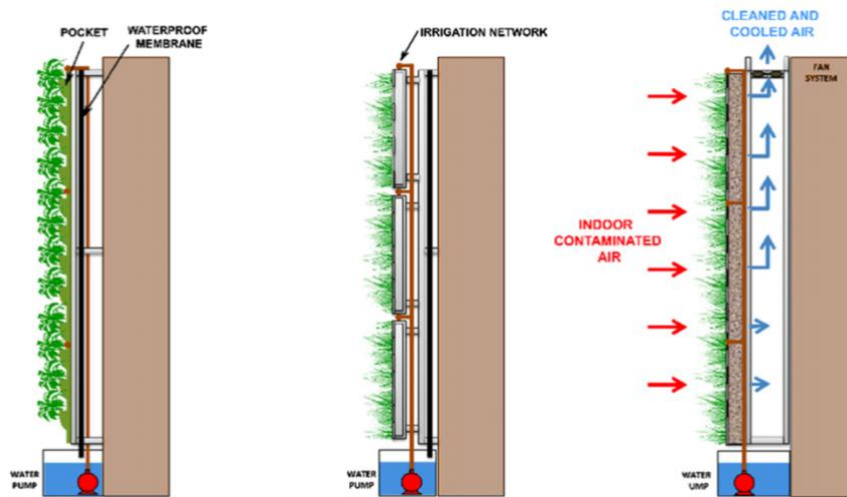 POCKET
WATERPROOF
MEMBRANE
WATER
PUMP
IRRIGATION NETWORK
WATER
PUMP
CLEANED AND
COOLED AIR
FAN
SYSTEM
INDOOR
CONTAMINATED
AIR
WATER
UMP